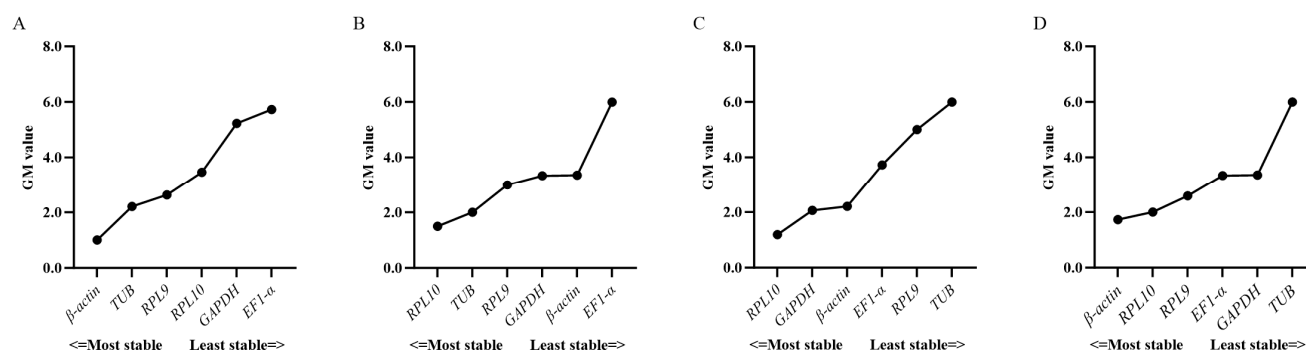 A
GM value
8.0
6.0
4.0
2.0
0.0
β-actin
TUB
RPL9
RPL10
GAPDH
EF1-α
<=Most stable Least stable=>
B
GM value
8.0
6.0
4.0
2.0
0.0
RPL10
TUB
RPL9
GAPDH
β-actin
EF1-α
<=Most stable Least stable=>
C
GM value
8.0
6.0
4.0
2.0
0.0
RPL10
GAPDH
β-actin
EF1-α
RPL9
TUB
<=Most stable Least stable=>
D
GM value
8.0
6.0
4.0
2.0
0.0
β-actin
RPL10
RPL9
EF1-α
GAPDH
TUB
<=Most stable Least stable=>